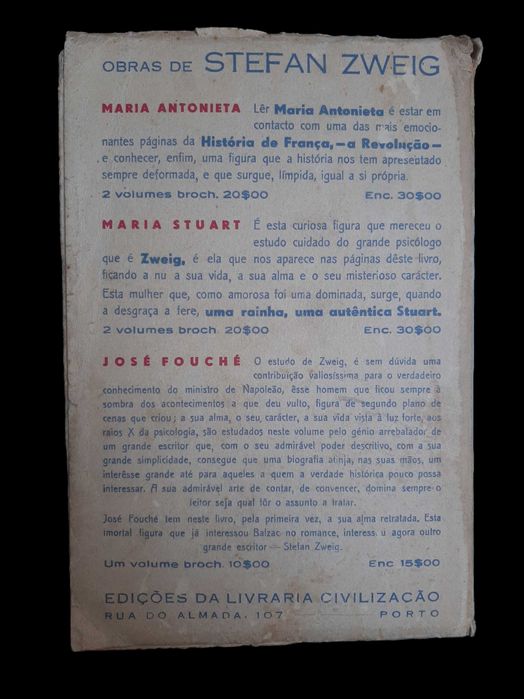 OBRAS DE STEFAN ZWEIG
MARIA ANTONIETA Lêr Maria Antonieta é estar em
contacto com uma das mais emocio-
nantes páginas da História de França,—a Revolução—
e conhecer, enfim, uma figura que a história nos tem apresentado
sempre deformada, e que surgue, límpida, igual a si própria.
2 volumes broch. 20$00 Enc. 30$00
MARIA STUART É esta curiosa figura que mereceu o
estudo cuidado do grande psicólogo
que é Zweig, é ela que nos aparece nas páginas dêste livro,
ficando a nu a sua vida, a sua alma e o seu misterioso carácter.
Esta mulher que, como amorosa foi uma dominada, surge, quando
a desgraça a fere, uma rainha, uma autêntica Stuart.
2 volumes broch. 20$00 Enc. 30$00
JOSÉ FOUCHÉ O estudo de Zweig, é sem dúvida uma
contribuição valiosíssima para o verdadeiro
conhecimento do ministro de Napoleão, êsse homem que ficou sempre à
sombra dos acontecimentos a que deu vulto, figura de segundo plano de
cenas que criou; a sua alma, o seu carácter, a sua vida vista à luz forte, aos
raios X da psicologia, são estudados neste volume pelo génio arrebatador de
um grande escritor que, com o seu admirável poder descritivo, com a sua
grande simplicidade, consegue que uma biografia atinja, nas suas mãos, um
interêsse grande até para aqueles a quem a verdade histórica pouco possa
interessar. A sua admirável arte de contar, de convencer, domina sempre o
leitor seja qual fôr o assunto a tratar.
José Fouché tem neste livro, pela primeira vez, a sua alma retratada. Esta
imortal figura que já interessou Balzac no romance, interess u agora outro
grande escritor — Stefan Zweig.
Um volume broch. 10$00 Enc 15$00
EDIÇÕES DA LIVRARIA CIVILIZAÇÃO
RUA DO ALMADA, 107 PORTO